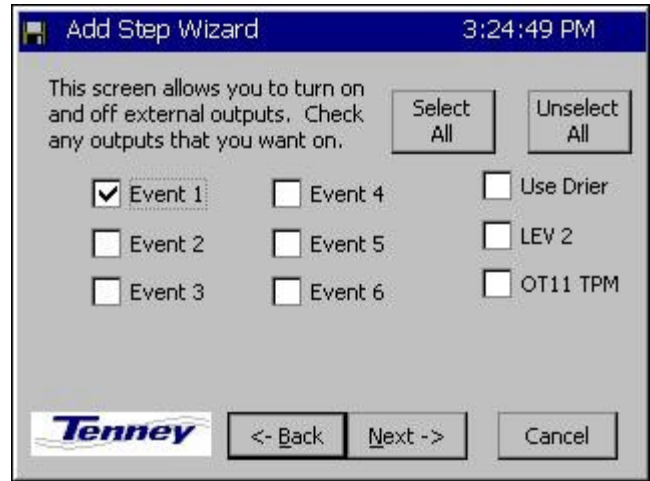 Add Step Wizard 3:24:49 PM
This screen allows you to turn on
and off external outputs. Check
any outputs that you want on.
Select
All
Unselect
All
Event 1 Event 4 Use Drier
Event 2 Event 5 LEV 2
Event 3 Event 6 OT11 TPM
Tenney <- Back Next -> Cancel